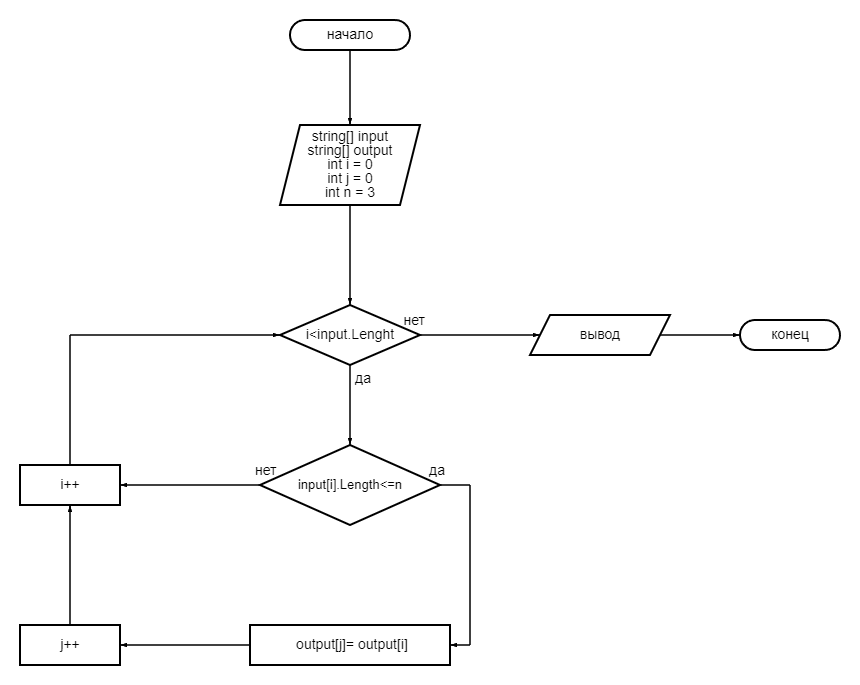 начало
string[] input
string[] output
int i = 0
int j = 0
int n = 3
i<input.Lenght
нет
вывод
конец
да
input[i].Length<=n
нет
да
i++
output[j]= output[i]
j++